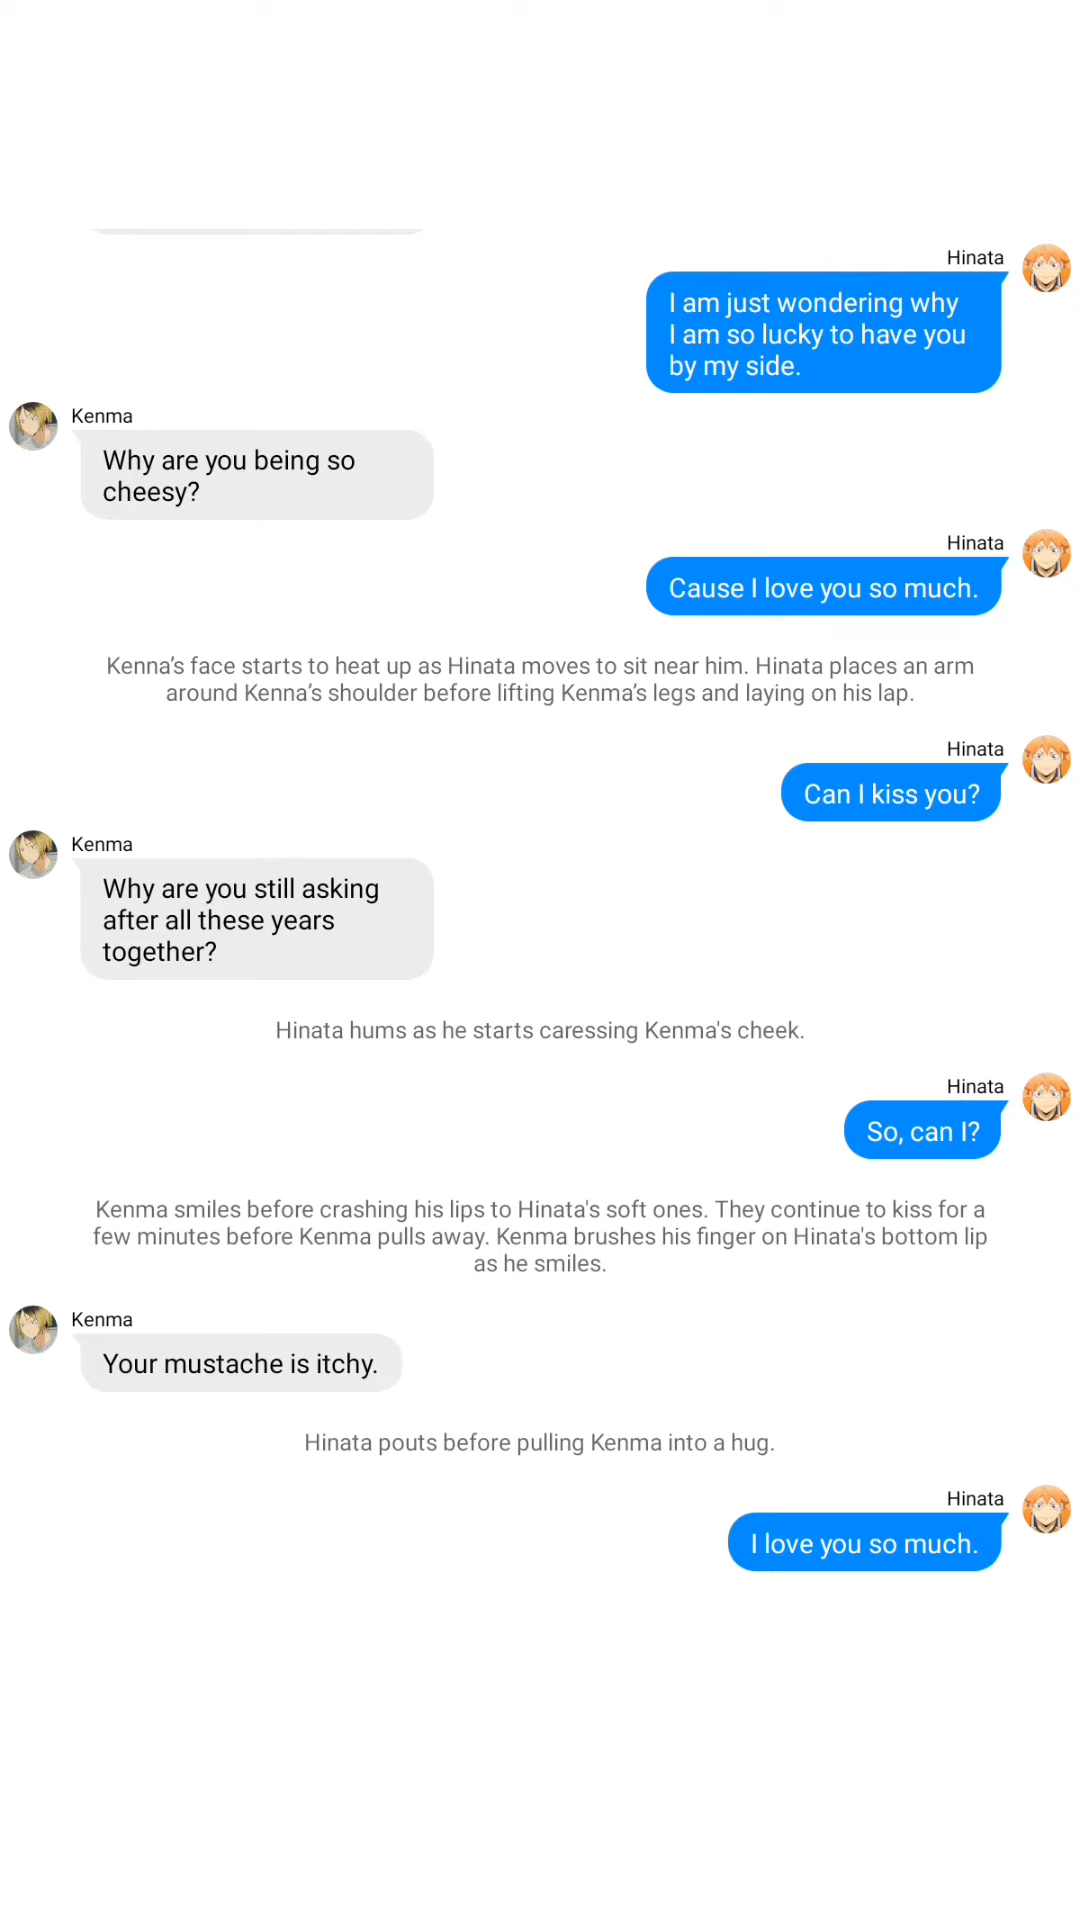 Hinata
I am just wondering why
I am so lucky to have you
by my side.
Kenma
Why are you being so
cheesy?
Hinata
Cause I love you so much.
Kenna’s face starts to heat up as Hinata moves to sit near him. Hinata places an arm
around Kenna’s shoulder before lifting Kenma’s legs and laying on his lap.
Hinata
Can I kiss you?
Kenma
Why are you still asking
after all these years
together?
Hinata hums as he starts caressing Kenma's cheek.
Hinata
So, can I?
Kenma smiles before crashing his lips to Hinata's soft ones. They continue to kiss for a
few minutes before Kenma pulls away. Kenma brushes his finger on Hinata's bottom lip
as he smiles.
Kenma
Your mustache is itchy.
Hinata pouts before pulling Kenma into a hug.
Hinata
I love you so much.